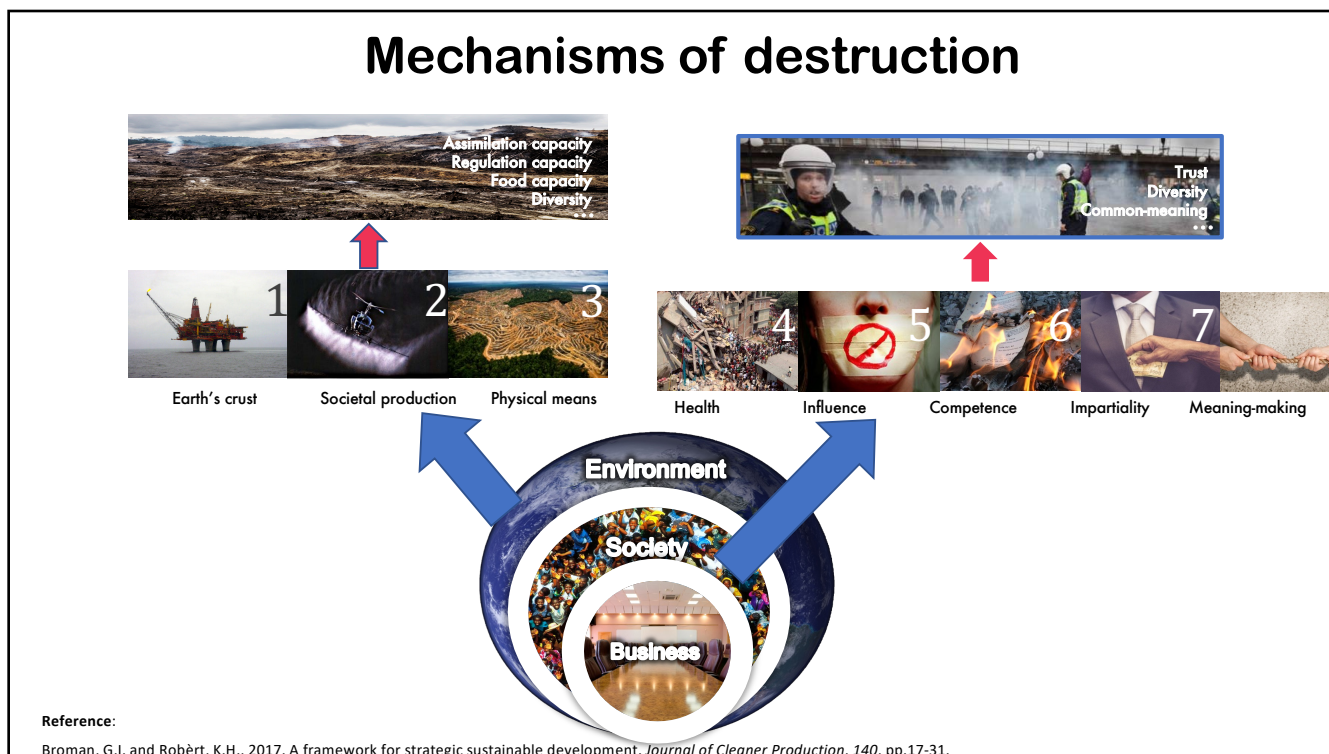 Mechanisms of destruction
Assimilation capacity
Regulation capacity
Food capacity
Diversity
...
Trust
Diversity
Common-meaning
...
1
2
3
4
5
6
7
Earth's crust
Societal production
Physical means
Health
Influence
Competence
Impartiality
Meaning-making
Environment
Society
Business
Reference:
Broman, G.I. and Robèrt, K.H., 2017. A framework for strategic sustainable development. Journal of Cleaner Production, 140, pp.17-31.